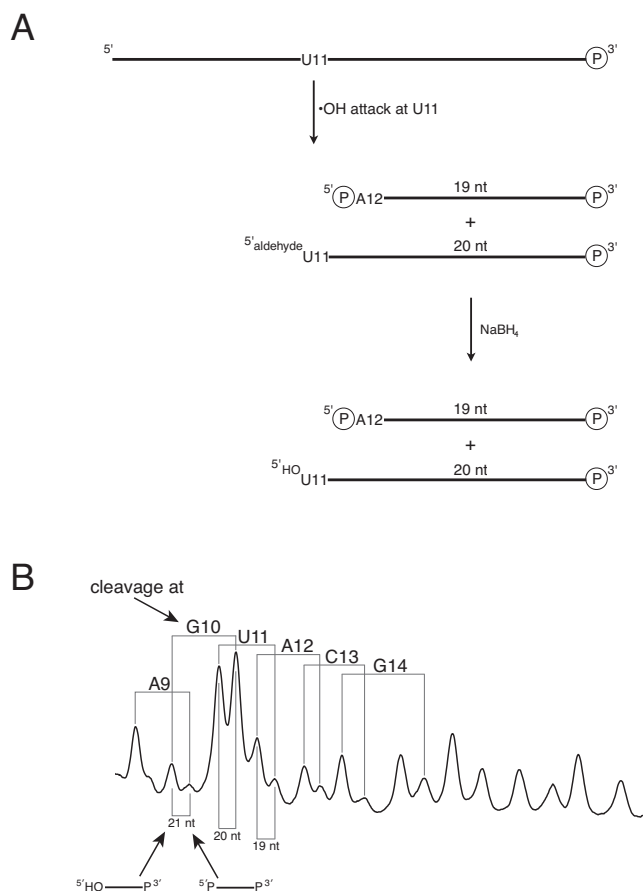 A
5' U11 P 3'
•OH attack at U11
5' P A12 19 nt P 3'
+
5' aldehyde U11 20 nt P 3'
NaBH₄
5' P A12 19 nt P 3'
+
5' HO U11 20 nt P 3'
B
cleavage at
G10
U11
A12
C13
G14
A9
21 nt
20 nt
19 nt
5'HO P3' 5'P P3'